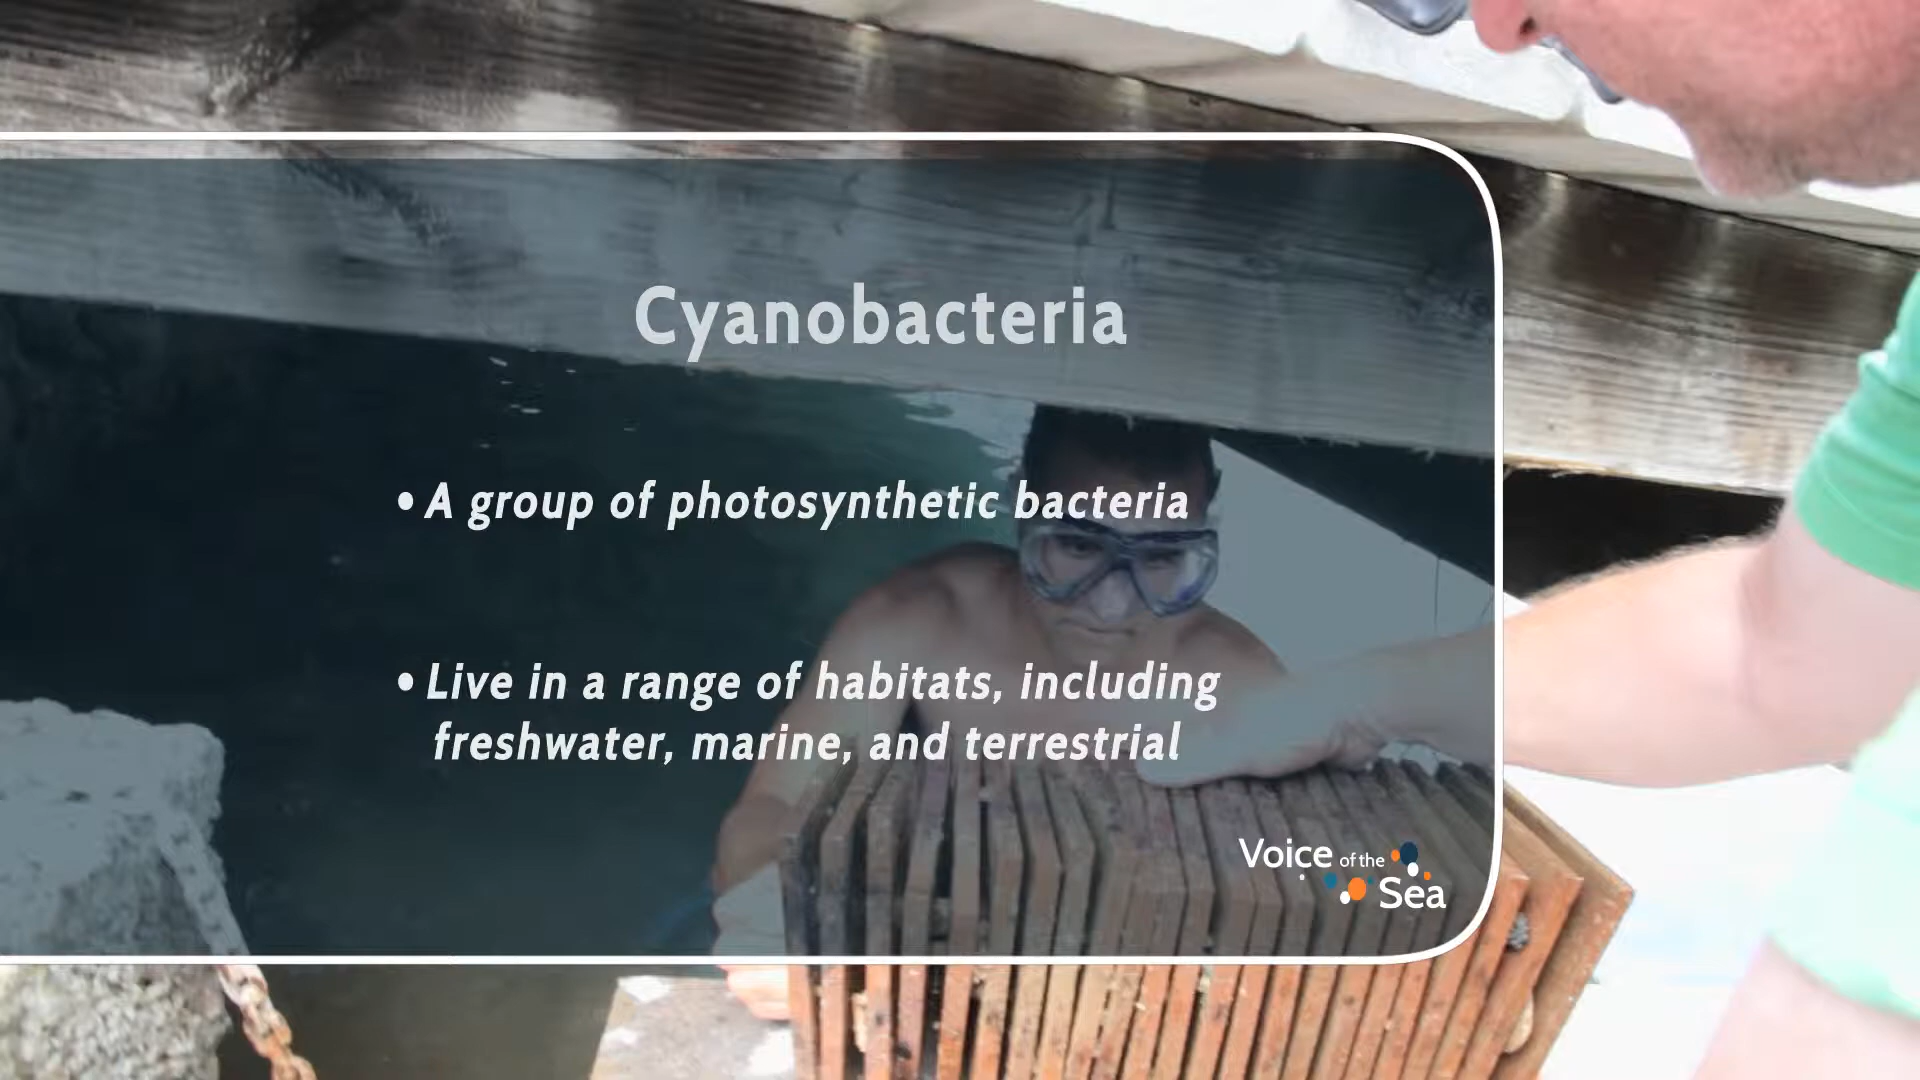 Cyanobacteria
• A group of photosynthetic bacteria
• Live in a range of habitats, including
freshwater, marine, and terrestrial
Voice of the
Sea